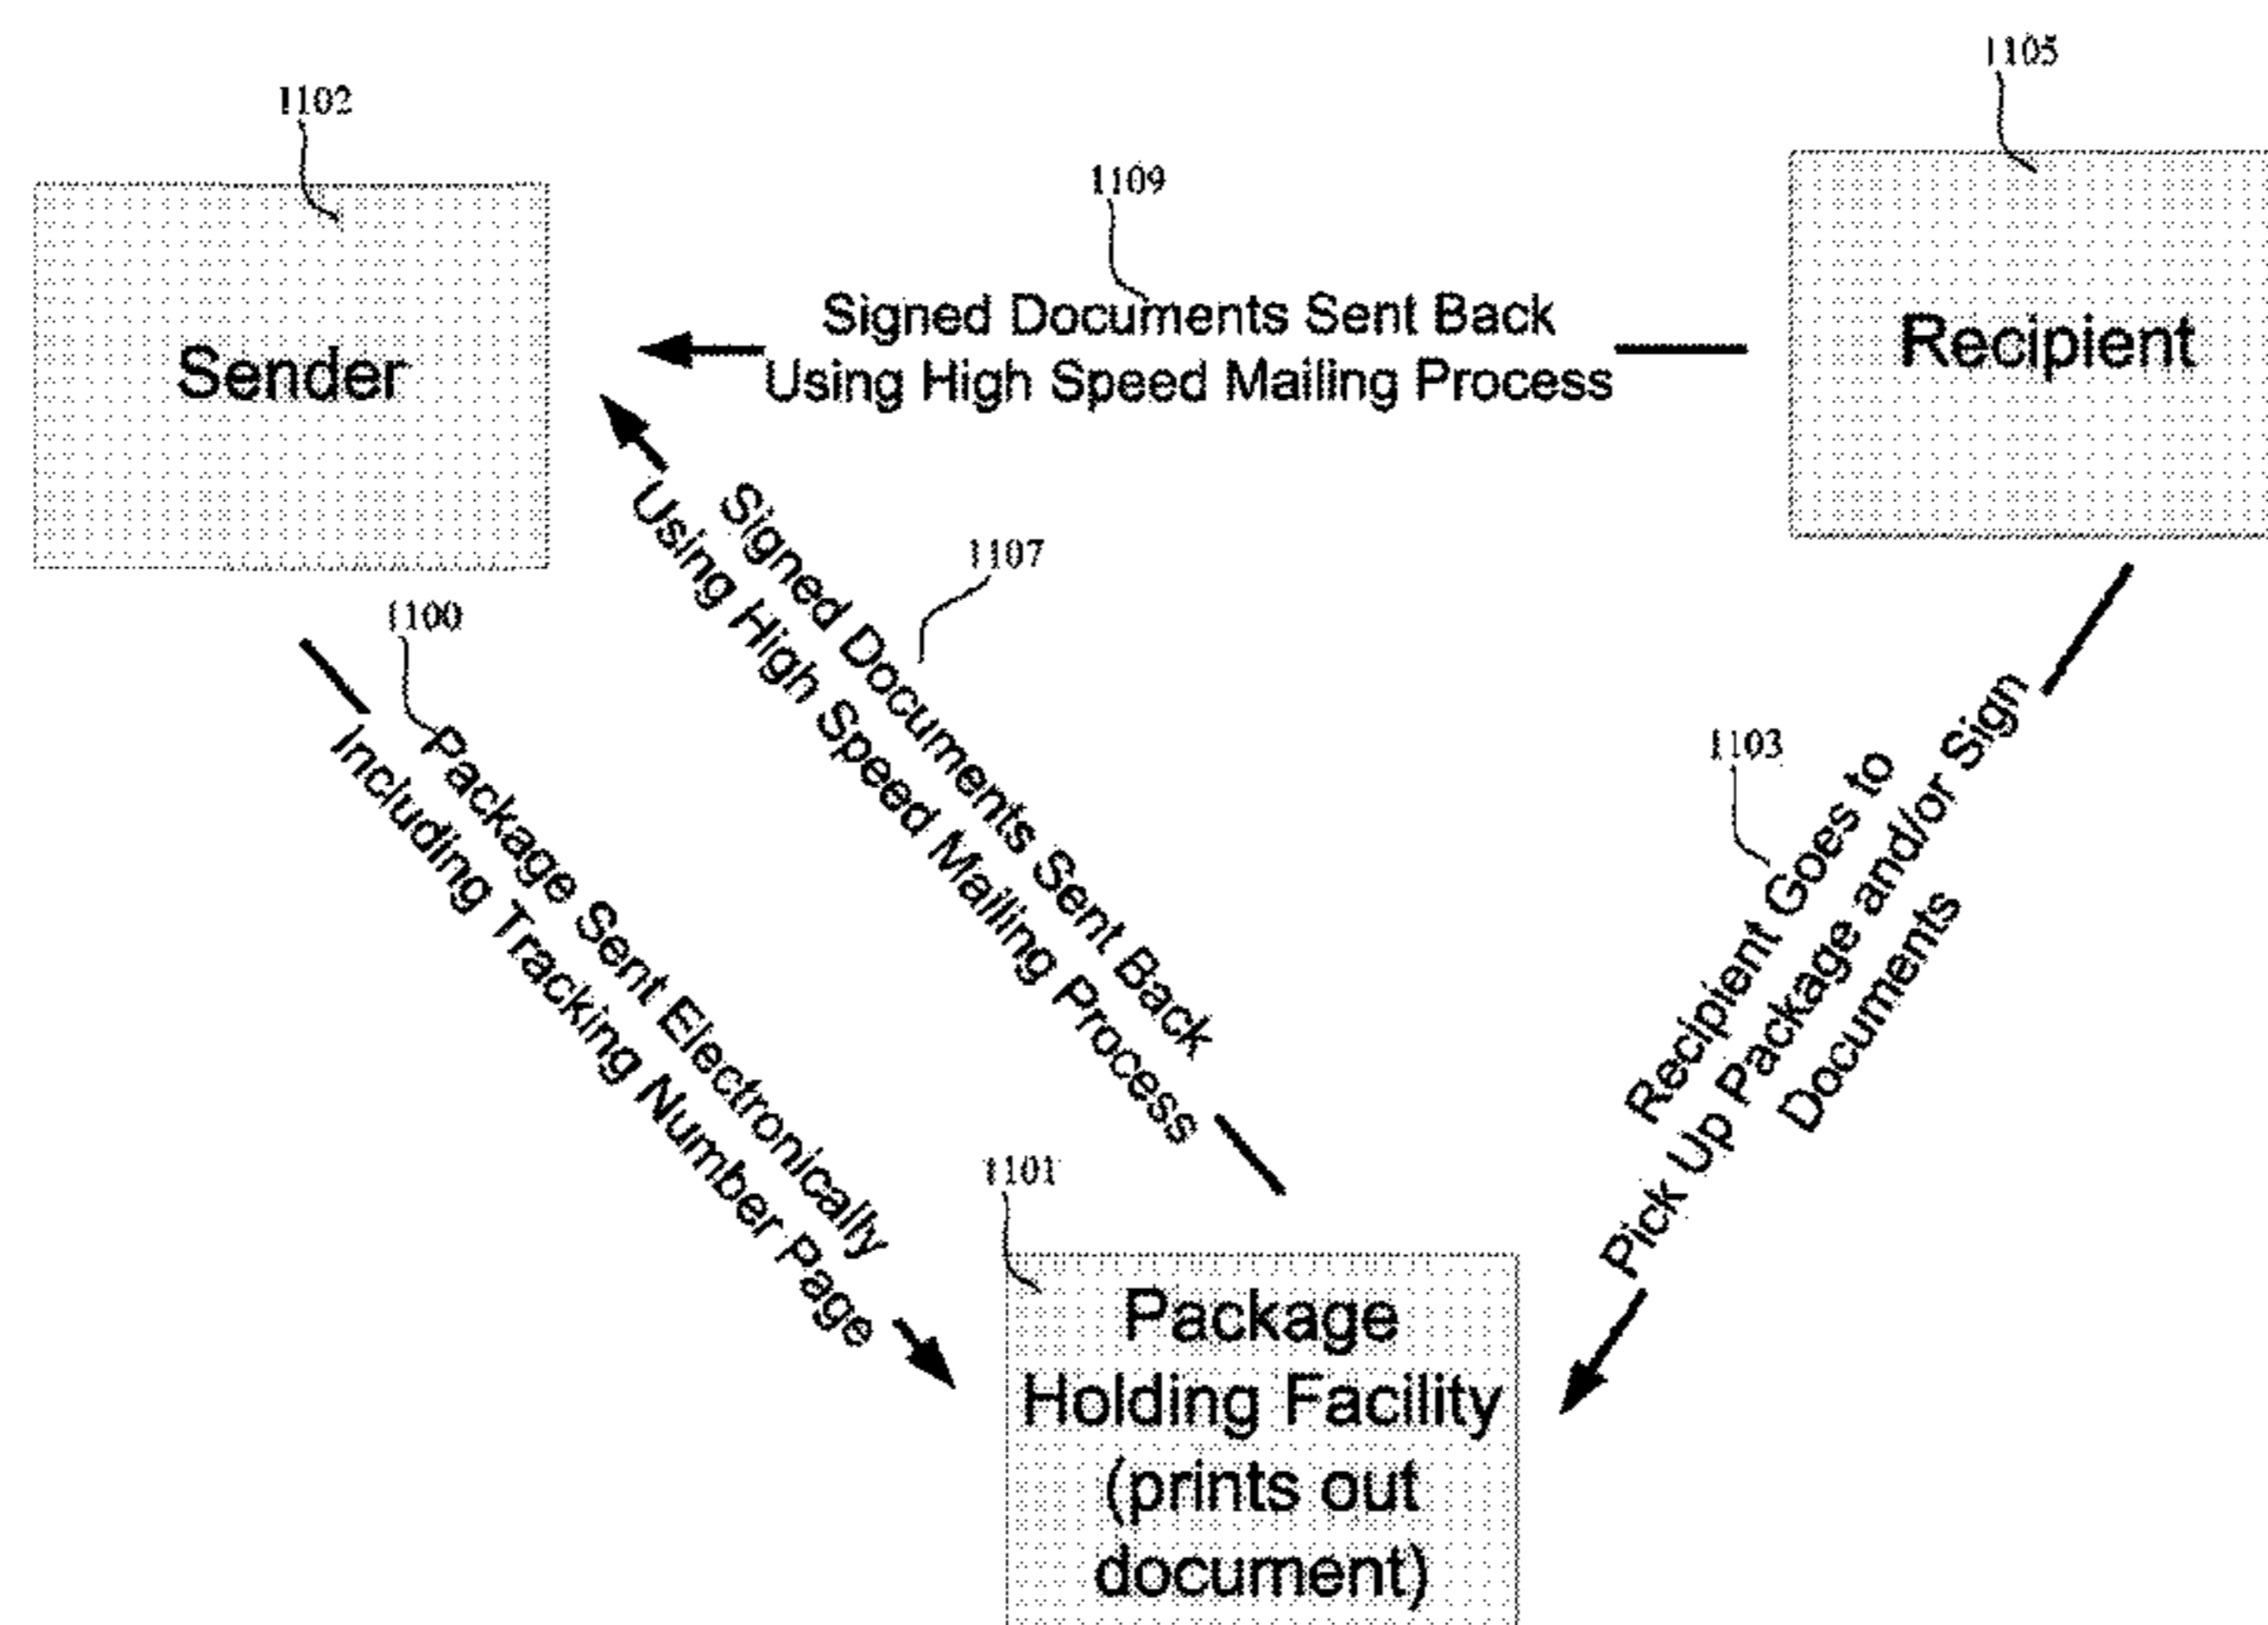 1105
1102
1109
Signed Documents Sent Back
Using High Speed Mailing Process
Sender
Recipient
1107
Signed Documents Sent Back
Using High Speed Mailing Process
1100
Package Sent Electronically
Including Tracking Number Page
1103
Recipient Goes to
Pick Up Package and/or Sign
Documents
1101
Package
Holding Facility
(prints out
document)